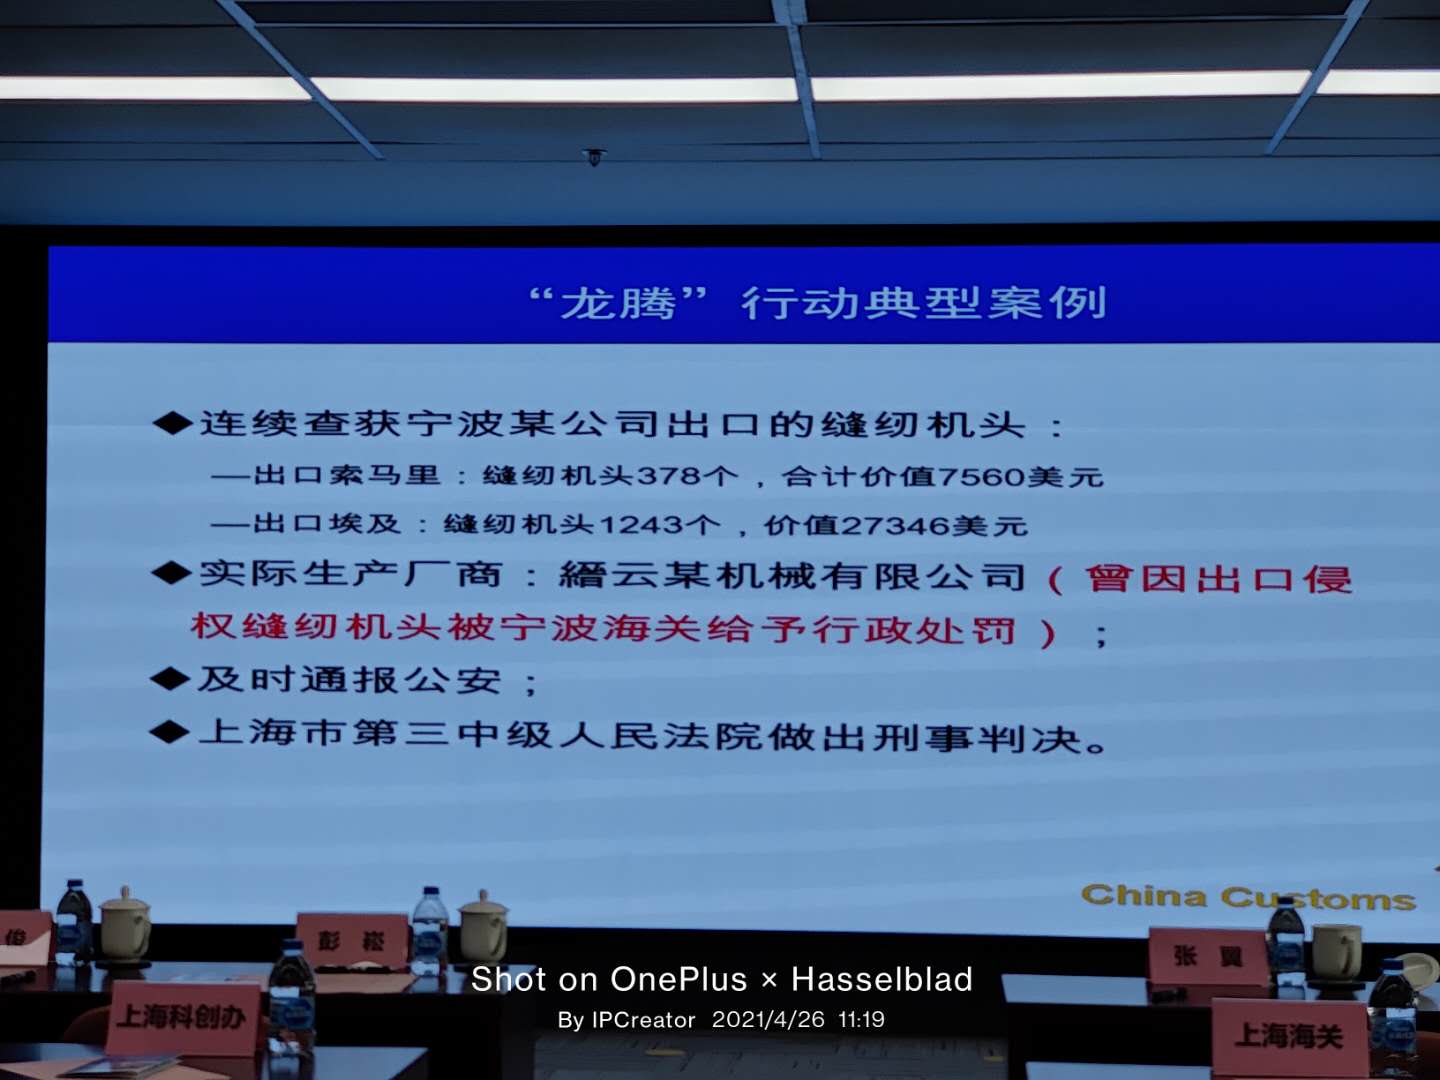 “龙腾”行动典型案例
◆连续查获宁波某公司出口的缝纫机头：
—出口索马里：缝纫机头378个，合计价值7560美元
—出口埃及：缝纫机头1243个，价值27346美元
◆实际生产厂商：縉云某机械有限公司（曾因出口侵
权缝纫机头被宁波海关给予行政处罚）；
◆及时通报公安；
◆上海市第三中级人民法院做出刑事判决。
China Customs
俊
彭 崧
张 翼
上海科创办
上海海关
Shot on OnePlus × Hasselblad
By IPCreator 2021/4/26 11:19